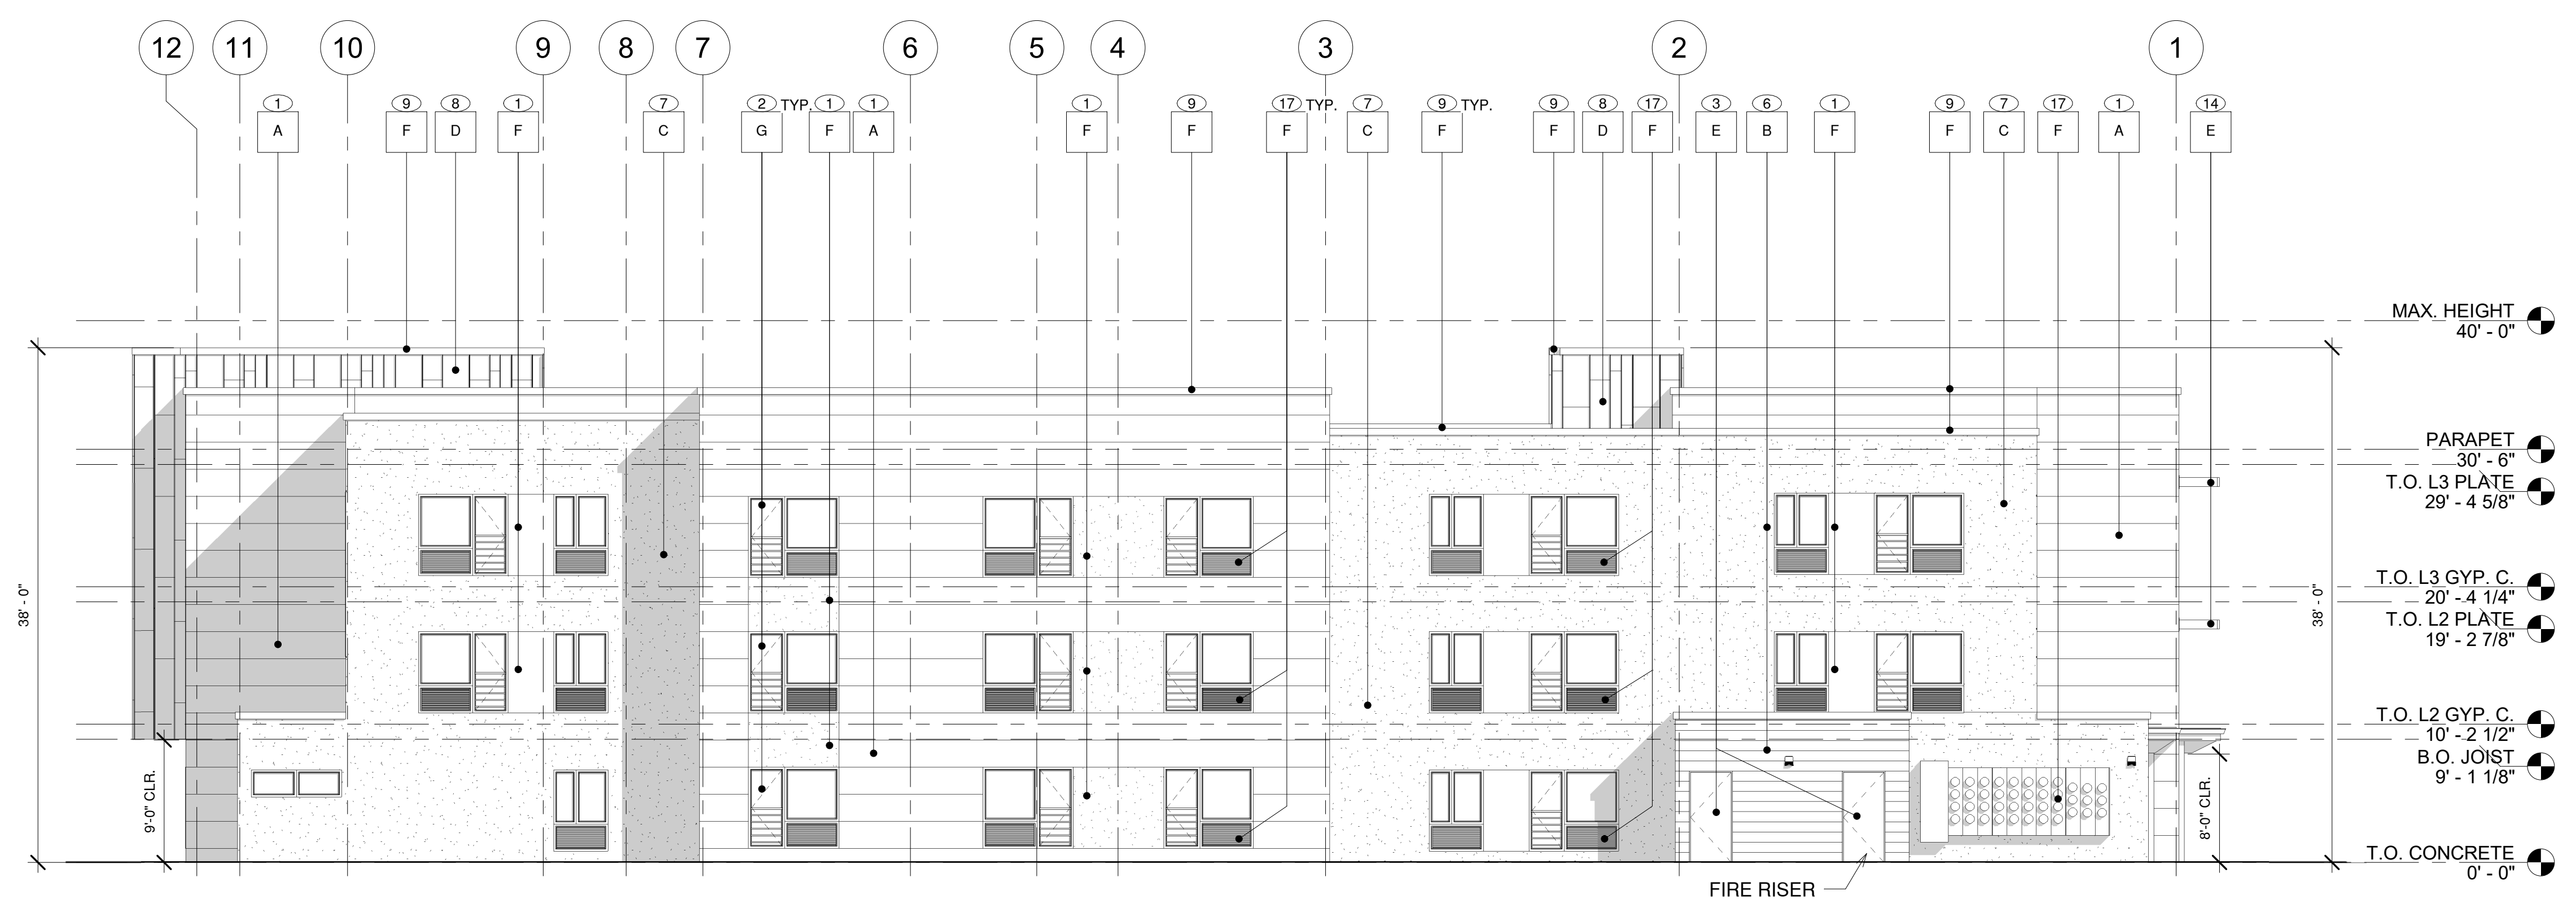 12 11 10 9 8 7 6 5 4 3 2 1
1 9 8 1 7 2 TYP. 1 1 1 9 17 TYP. 7 9 TYP. 9 8 17 3 6 1 9 7 17 1 14
A F D F C G F A F F F C F F D F E B F F C F A E
MAX. HEIGHT
40' - 0"
PARAPET
30' - 6"
T.O. L3 PLATE
29' - 4 5/8"
T.O. L3 GYP. C.
20' - 4 1/4"
T.O. L2 PLATE
19' - 2 7/8"
T.O. L2 GYP. C.
10' - 2 1/2"
B.O. JOIST
9' - 1 1/8"
T.O. CONCRETE
0' - 0"
38' - 0"
9'-0" CLR.
38' - 0"
8'-0" CLR.
FIRE RISER